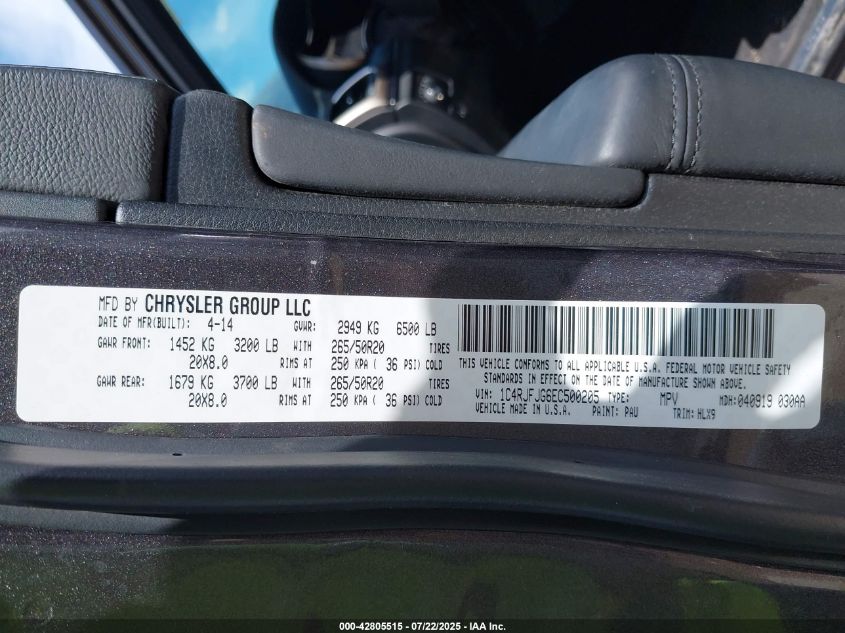 MFD BY CHRYSLER GROUP LLC
DATE OF MFR(BUILT): 4-14 GVWR: 2949 KG 6500 LB
GAWR FRONT: 1452 KG 3200 LB WITH 265/50R20 TIRES
20X8.0 RIMS AT 250 KPA ( 36 PSI) COLD
GAWR REAR: 1679 KG 3700 LB WITH 265/50R20 TIRES
20X8.0 RIMS AT 250 KPA ( 36 PSI) COLD
THIS VEHICLE CONFORMS TO ALL APPLICABLE U.S.A. FEDERAL MOTOR VEHICLE SAFETY
STANDARDS IN EFFECT ON THE DATE OF MANUFACTURE SHOWN ABOVE.
VIN: 1C4RJFJG6EC500205 TYPE: MPV MDH: 040919 030AA
VEHICLE MADE IN U.S.A. PAINT: PAU TRIM: HLX9
000-42805515 - 07/22/2025 - IAA Inc.